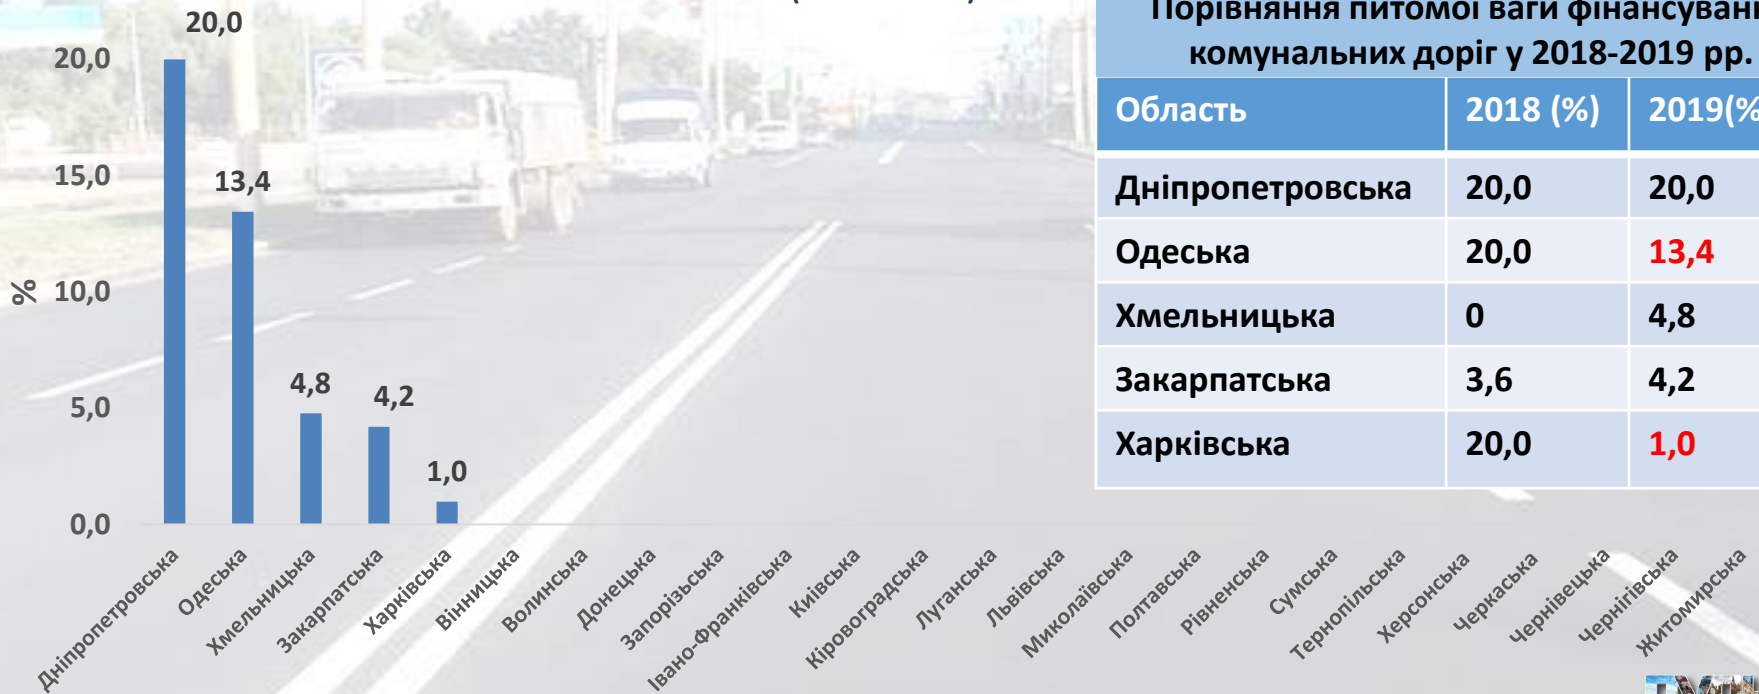 20,0
20,0
15,0
10,0
5,0
0,0
%
13,4
4,8
4,2
1,0
Дніпропетровська
Одеська
Хмельницька
Закарпатська
Харківська
Вінницька
Волинська
Донецька
Запорізьська
Івано-Франківська
Київська
Кіровоградська
Луганська
Львівська
Миколаївська
Полтавська
Рівненська
Сумська
Тернопільська
Херсонська
Черкаська
Чернівецька
Чернігівська
Житомирська
Порівняння питомої ваги фінансуванн
комунальних доріг у 2018-2019 рр.
Область 2018 (%) 2019(%
Дніпропетровська 20,0 20,0
Одеська 20,0 13,4
Хмельницька 0 4,8
Закарпатська 3,6 4,2
Харківська 20,0 1,0